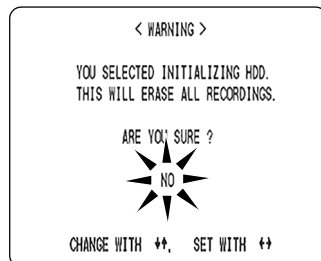 < WARNING >
YOU SELECTED INITIALIZING HDD.
THIS WILL ERASE ALL RECORDINGS.
ARE YOU SURE ?
NO
CHANGE WITH ↓↑, SET WITH ←→